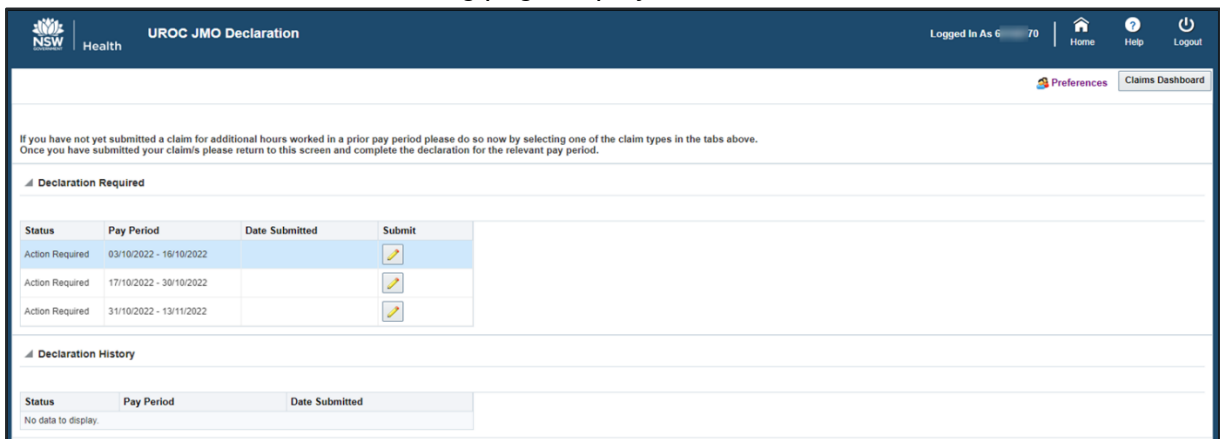 NSW
GOVERNMENT
Health
UROC JMO Declaration
Logged In As 6 70
Home
Help
Logout
Preferences
Claims Dashboard
If you have not yet submitted a claim for additional hours worked in a prior pay period please do so now by selecting one of the claim types in the tabs above.
Once you have submitted your claim/s please return to this screen and complete the declaration for the relevant pay period.
Declaration Required
Status Pay Period Date Submitted Submit
Action Required 03/10/2022 - 16/10/2022
Action Required 17/10/2022 - 30/10/2022
Action Required 31/10/2022 - 13/11/2022
Declaration History
Status Pay Period Date Submitted
No data to display.